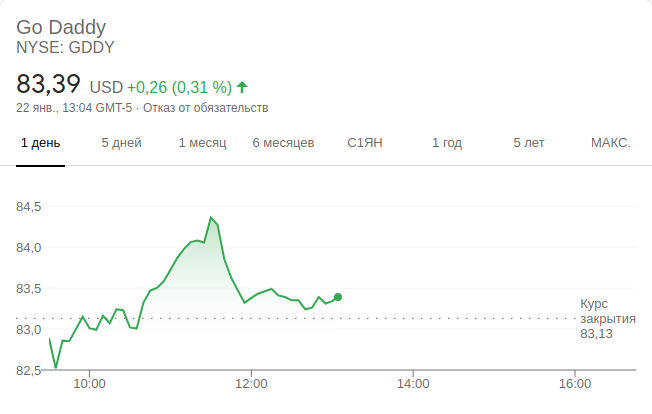 Go Daddy
NYSE: GDDY
83,39 USD +0,26 (0,31 %)
22 янв., 13:04 GMT-5 · Отказ от обязательств
1 день 5 дней 1 месяц 6 месяцев С1ЯН 1 год 5 лет МАКС.
84,5
84,0
83,5
83,0
82,5
Курс
закрытия
83,13
10:00 12:00 14:00 16:00